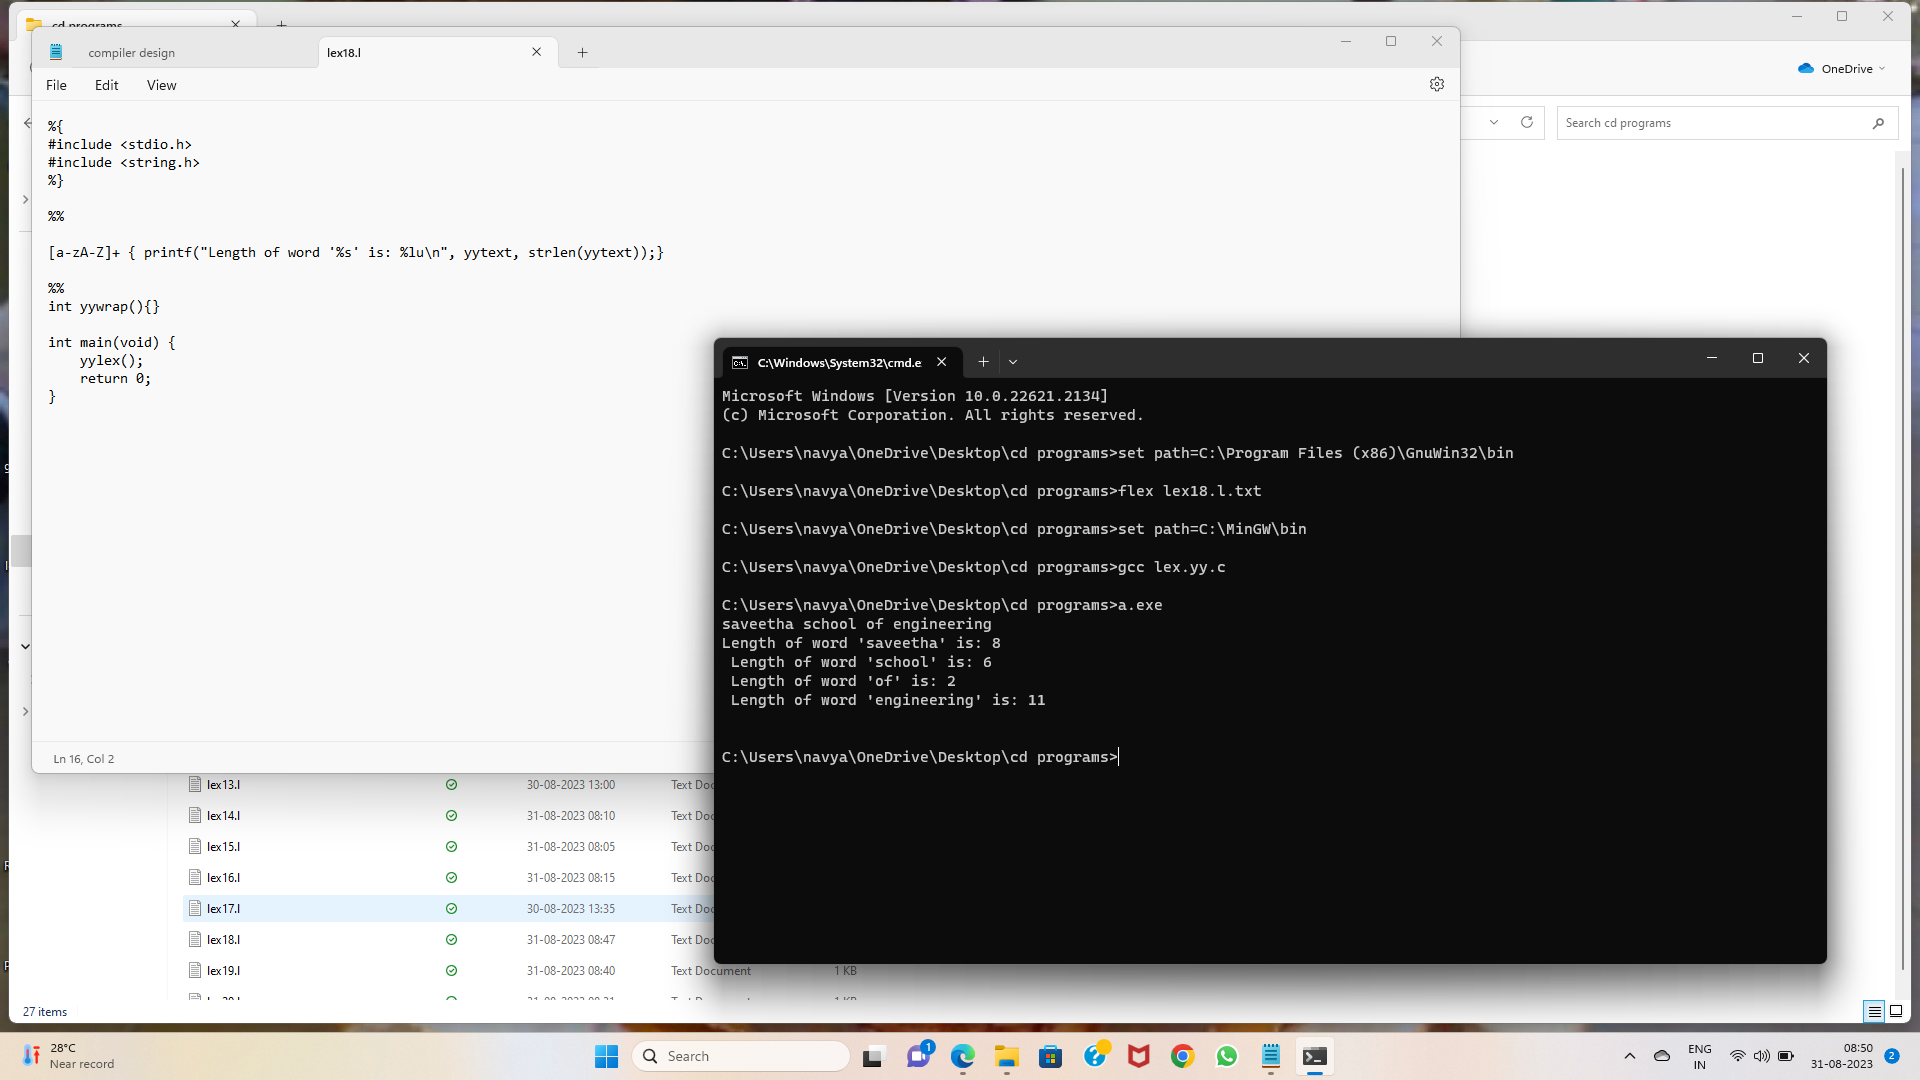 cd programs
compiler design
lex18.l
File
Edit
View
OneDrive
Search cd programs
%{
#include <stdio.h>
#include <string.h>
%}
%%
[a-zA-Z]+ { printf("Length of word '%s' is: %lu\n", yytext, strlen(yytext));}
%%
int yywrap(){}
int main(void) {
    yylex();
    return 0;
}
Ln 16, Col 2
C:\Windows\System32\cmd.e
Microsoft Windows [Version 10.0.22621.2134]
(c) Microsoft Corporation. All rights reserved.
C:\Users\navya\OneDrive\Desktop\cd programs>set path=C:\Program Files (x86)\GnuWin32\bin
C:\Users\navya\OneDrive\Desktop\cd programs>flex lex18.l.txt
C:\Users\navya\OneDrive\Desktop\cd programs>set path=C:\MinGW\bin
C:\Users\navya\OneDrive\Desktop\cd programs>gcc lex.yy.c
C:\Users\navya\OneDrive\Desktop\cd programs>a.exe
saveetha school of engineering
Length of word 'saveetha' is: 8
 Length of word 'school' is: 6
 Length of word 'of' is: 2
 Length of word 'engineering' is: 11
C:\Users\navya\OneDrive\Desktop\cd programs>
lex13.l 30-08-2023 13:00 Text Doc
lex14.l 31-08-2023 08:10 Text Doc
lex15.l 31-08-2023 08:05 Text Doc
lex16.l 31-08-2023 08:15 Text Doc
lex17.l 30-08-2023 13:35 Text Doc
lex18.l 31-08-2023 08:47 Text Doc
lex19.l 31-08-2023 08:40 Text Document 1 KB
27 items
28°C
Near record
Search
1
ENG
IN
08:50
31-08-2023
2